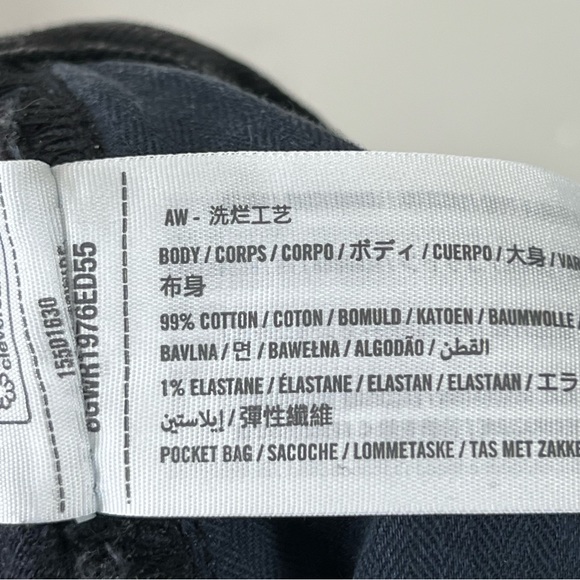 AW - 洗烂工艺
BODY / CORPS / CORPO / ボディ / CUERPO / 大身 / VAR
布身
99% COTTON / COTON / BOMULD / KATOEN / BAUMWOLLE /
BAVLNA / 면 / BAWEŁNA / ALGODÃO / القطن
1% ELASTANE / ÉLASTANE / ELASTAN / ELASTAAN / エラ
إيلاستين / 彈性纖維
POCKET BAG / SACOCHE / LOMMETASKE / TAS MET ZAKKE
15501630
8GWR1976ED55